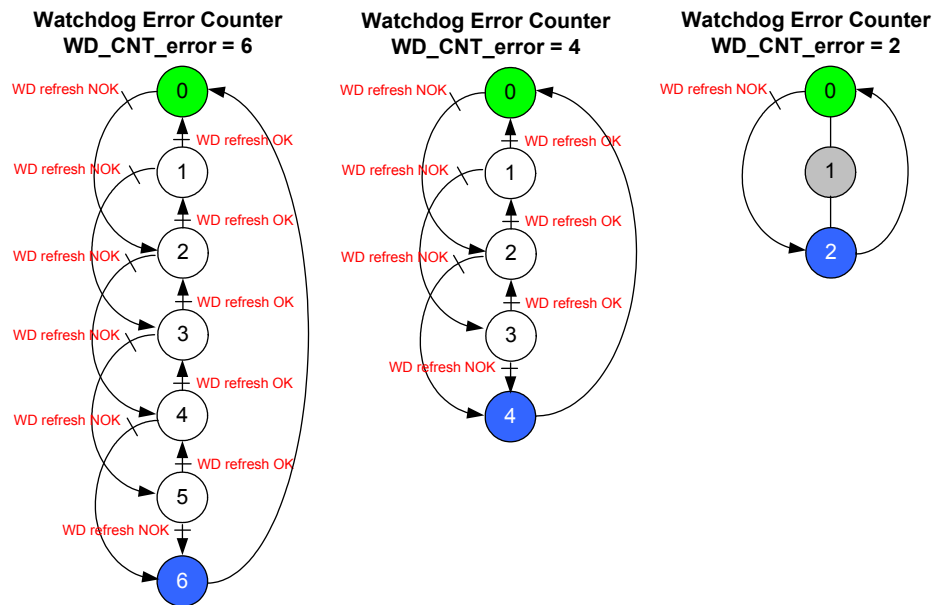 Watchdog Error Counter
WD_CNT_error = 6
WD refresh NOK
0
WD refresh OK
WD refresh NOK
1
WD refresh OK
2
WD refresh NOK
WD refresh OK
3
WD refresh NOK
WD refresh OK
4
WD refresh NOK
WD refresh OK
5
WD refresh NOK
6
Watchdog Error Counter
WD_CNT_error = 4
WD refresh NOK
0
WD refresh OK
WD refresh NOK
1
WD refresh OK
2
WD refresh NOK
WD refresh OK
3
WD refresh NOK
4
Watchdog Error Counter
WD_CNT_error = 2
WD refresh NOK
0
1
2